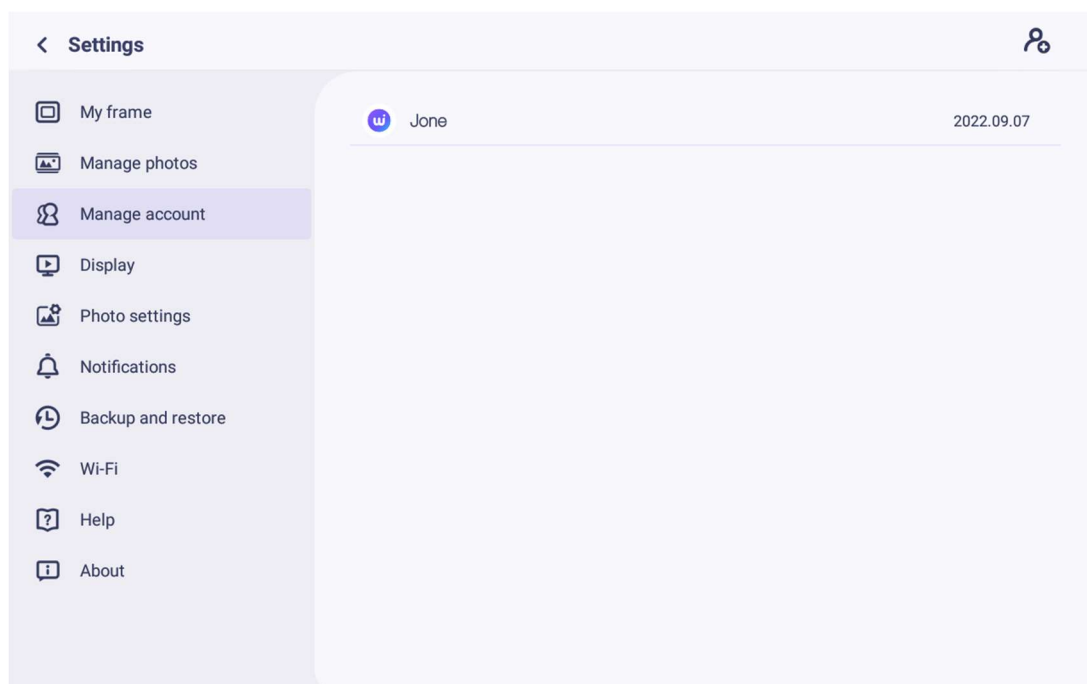 Settings
My frame
Manage photos
Manage account
Display
Photo settings
Notifications
Backup and restore
Wi-Fi
Help
About
wi Jone 2022.09.07